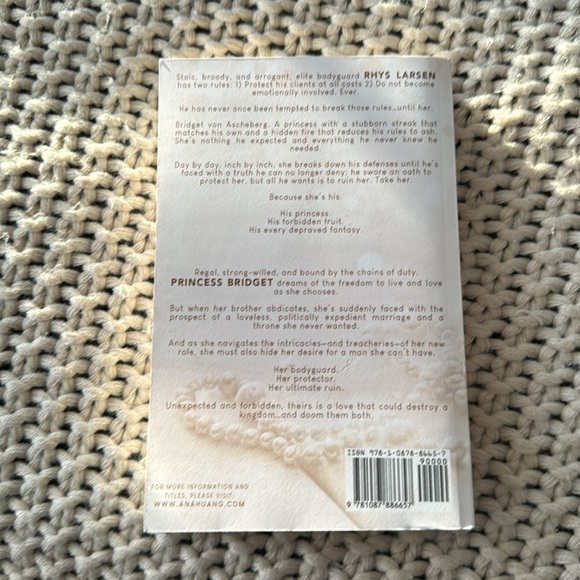 Stoic, broody, and arrogant, elite bodyguard RHYS LARSEN
has two rules: 1) Protect his clients at all costs 2) Do not become
emotionally involved. Ever.
He has never once been tempted to break those rules...until her.
Bridget von Ascheberg. A princess with a stubborn streak that
matches his own and a hidden fire that reduces his rules to ash.
She's nothing he expected and everything he never knew he
needed.
Day by day, inch by inch, she breaks down his defenses until he's
faced with a truth he can no longer deny: he swore an oath to
protect her, but all he wants is to ruin her. Take her.
Because she's his.
His princess.
His forbidden fruit.
His every depraved fantasy.
Regal, strong-willed, and bound by the chains of duty,
PRINCESS BRIDGET dreams of the freedom to live and love
as she chooses.
But when her brother abdicates, she's suddenly faced with the
prospect of a loveless, politically expedient marriage and a
throne she never wanted.
And as she navigates the intricacies—and treacheries—of her new
role, she must also hide her desire for a man she can't have.
Her bodyguard.
Her protector.
Her ultimate ruin.
Unexpected and forbidden, theirs is a love that could destroy a
kingdom...and doom them both.
ISBN 978-1-0878-8665-7
90000
9 781087 886657
FOR MORE INFORMATION AND
TITLES, PLEASE VISIT:
WWW.ANAHUANG.COM